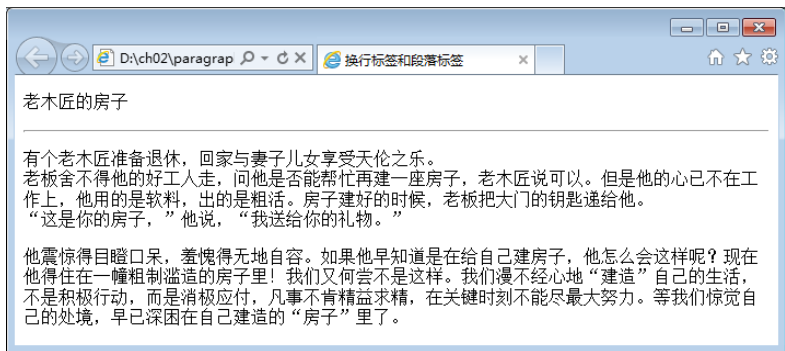 D:\ch02\paragrap
换行标签和段落标签
老木匠的房子
有个老木匠准备退休，回家与妻子儿女享受天伦之乐。
老板舍不得他的好工人走，问他是否能帮忙再建一座房子，老木匠说可以。但是他的心已不在工
作上，他用的是软料，出的是粗活。房子建好的时候，老板把大门的钥匙递给他。
“这是你的房子，”他说，“我送给你的礼物。”
他震惊得目瞪口呆，羞愧得无地自容。如果他早知道是在给自己建房子，他怎么会这样呢？现在
他得住在一幢粗制滥造的房子里！我们又何尝不是这样。我们漫不经心地“建造”自己的生活，
不是积极行动，而是消极应付，凡事不肯精益求精，在关键时刻不能尽最大努力。等我们惊觉自
己的处境，早已深困在自己建造的“房子”里了。